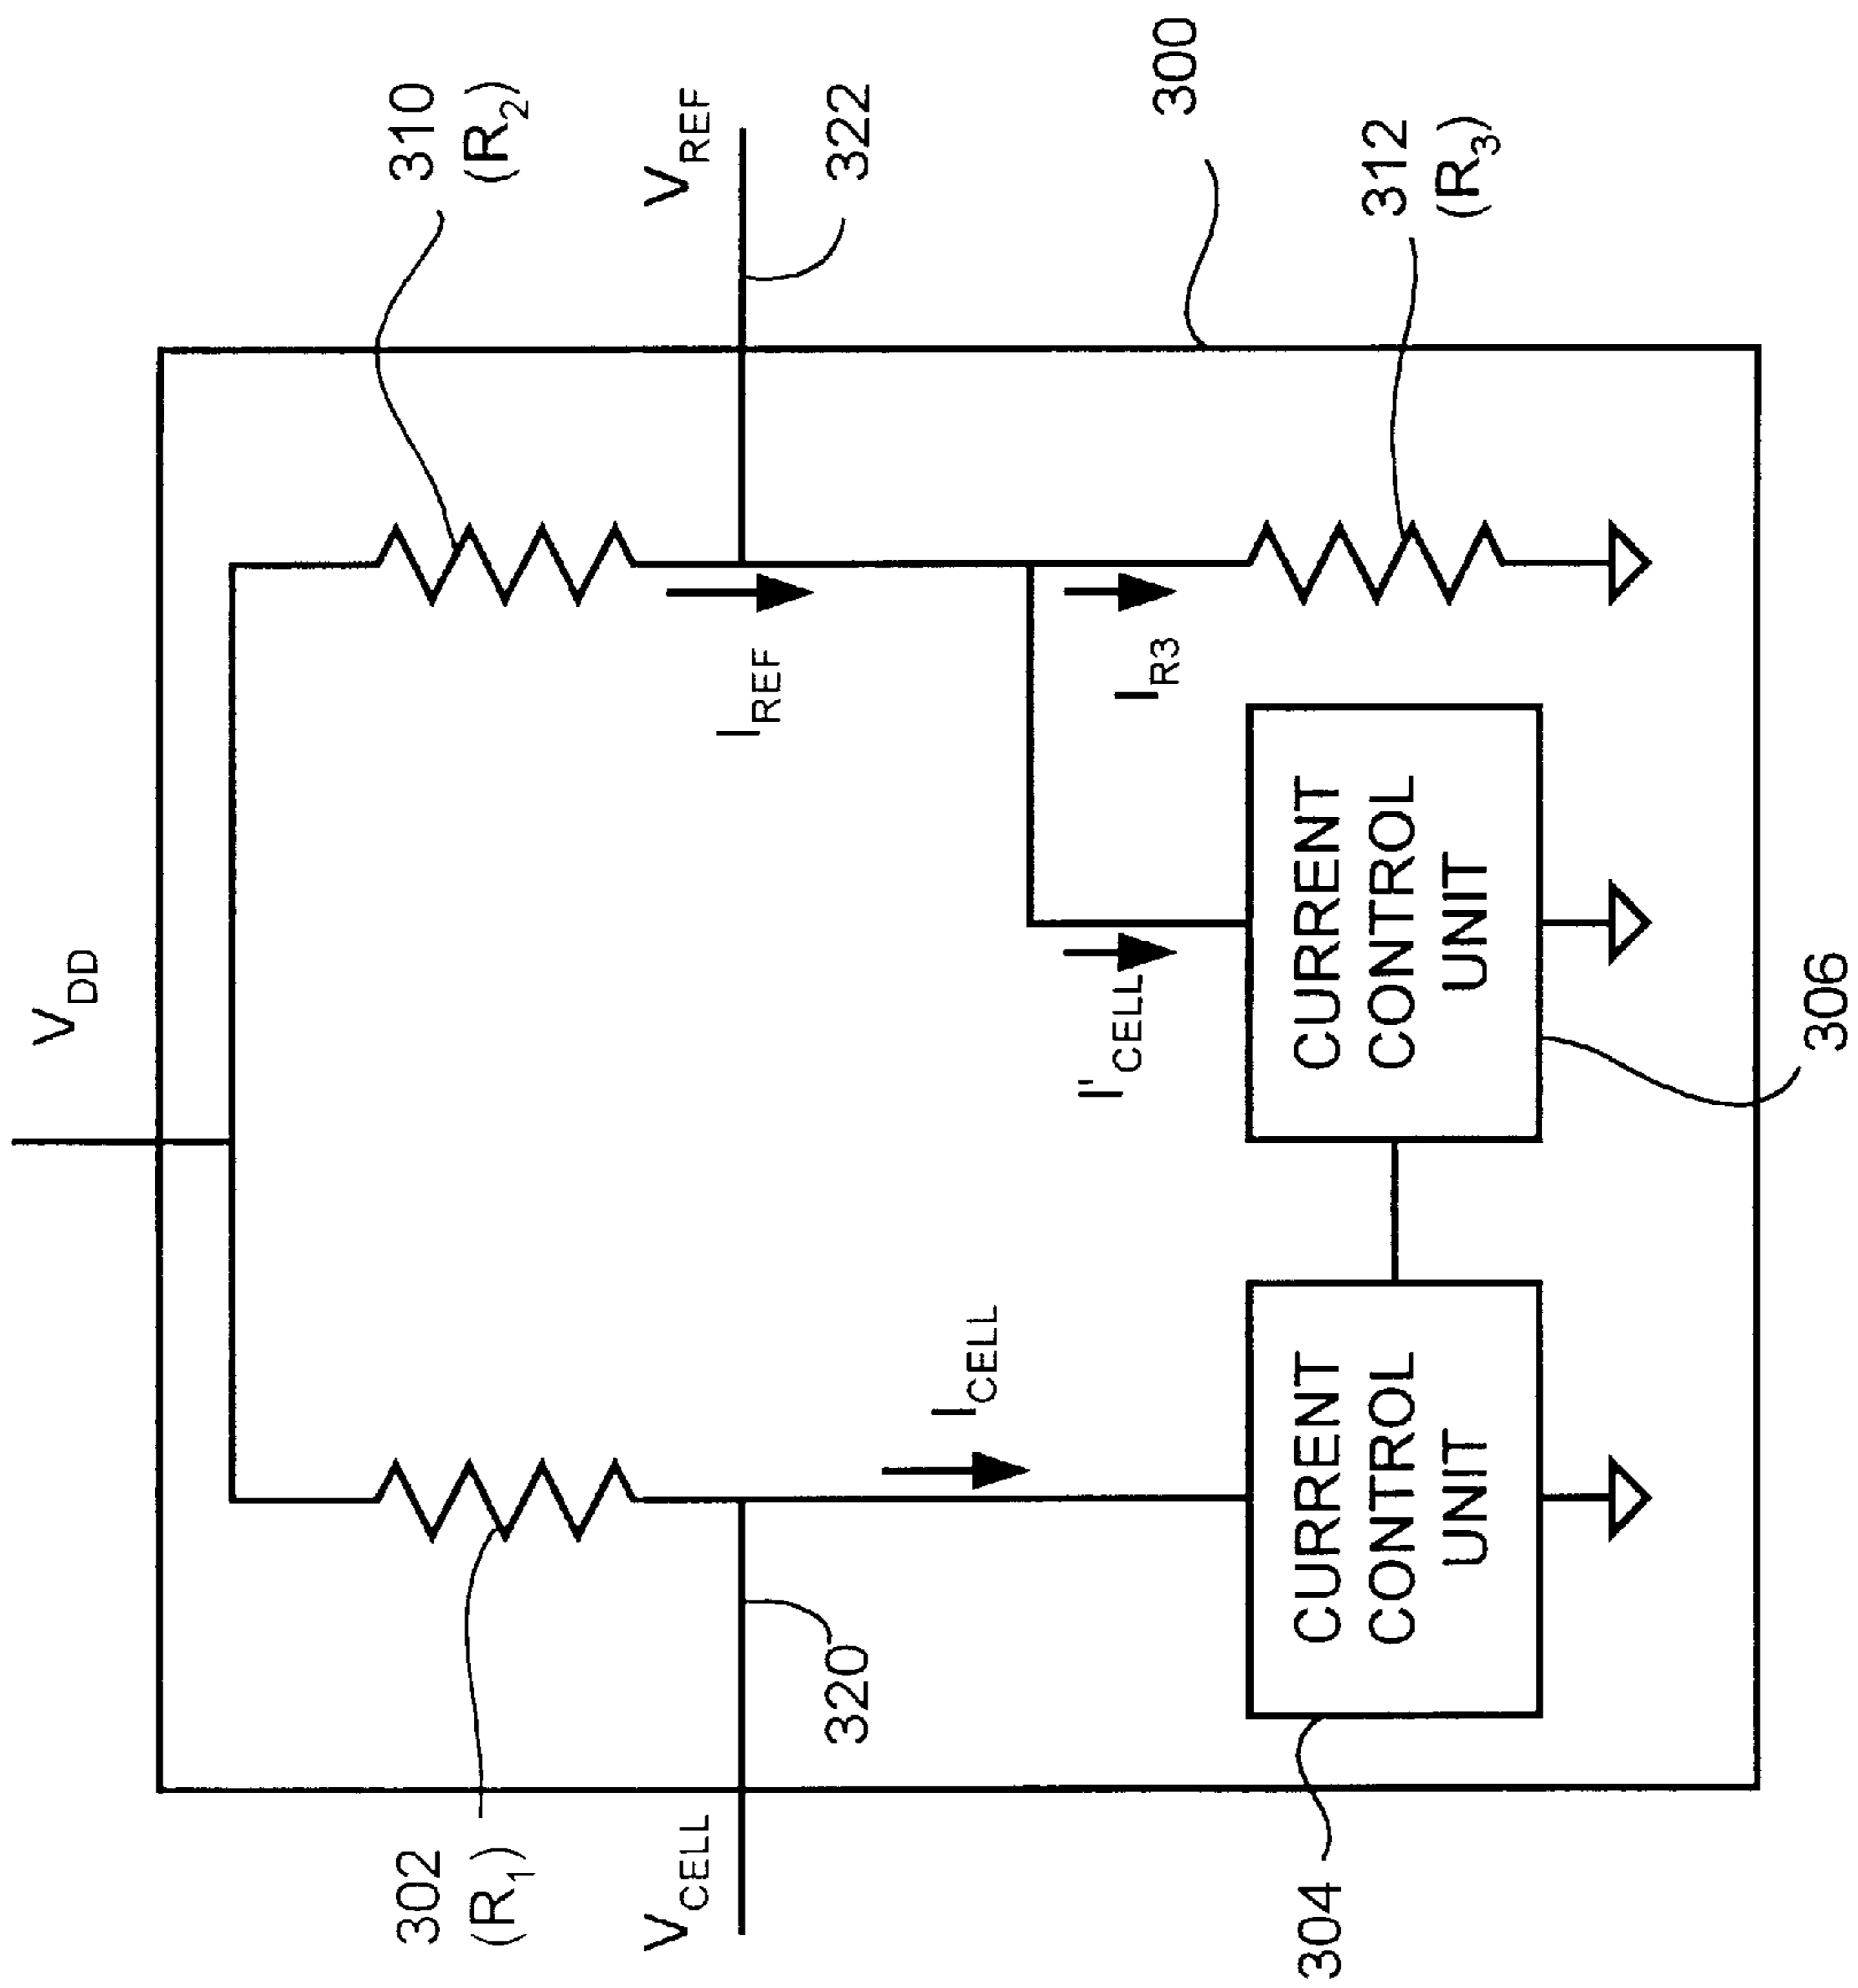 V_DD
302
(R_1)
310
(R_2)
V_CELL
V_REF
320
322
I_REF
I_CELL
I'_CELL
I_R3
300
304
CURRENT
CONTROL
UNIT
CURRENT
CONTROL
UNIT
312
(R_3)
306